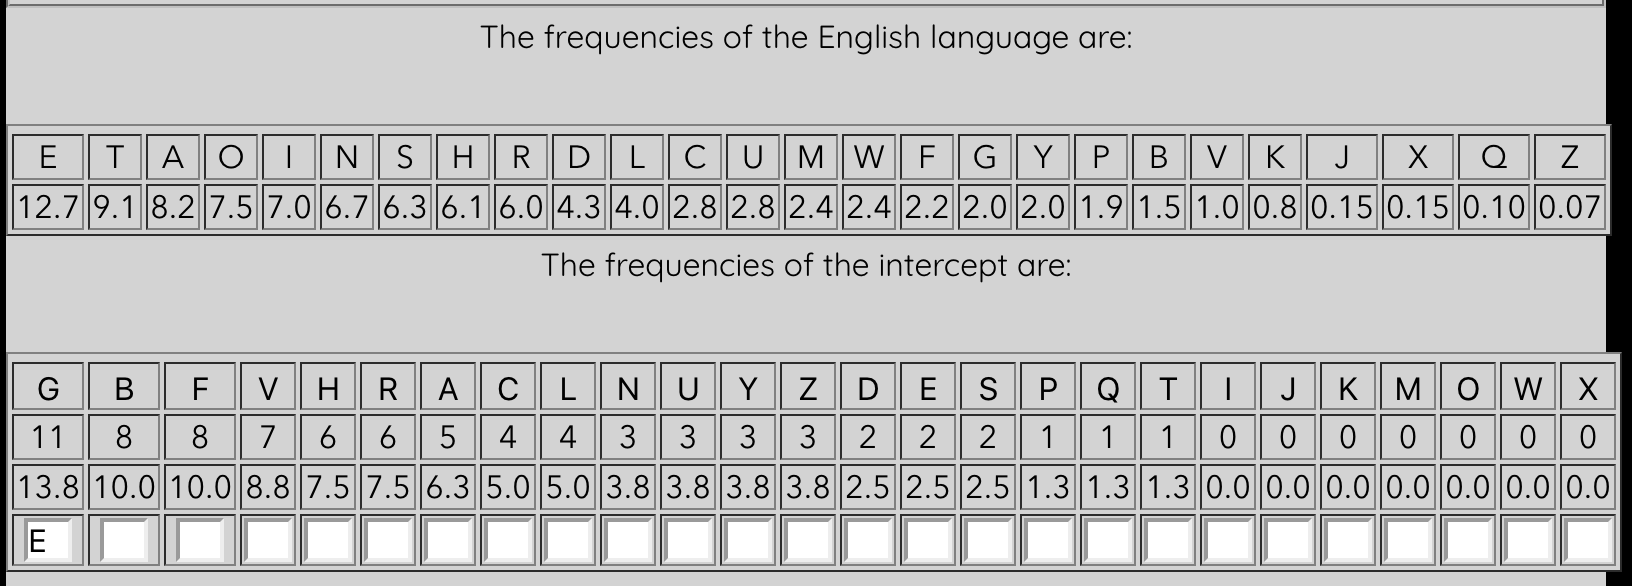 The frequencies of the English language are:
E T A O I N S H R D L C U M W F G Y P B V K J X Q Z
12.7 9.1 8.2 7.5 7.0 6.7 6.3 6.1 6.0 4.3 4.0 2.8 2.8 2.4 2.4 2.2 2.0 2.0 1.9 1.5 1.0 0.8 0.15 0.15 0.10 0.07
The frequencies of the intercept are:
G B F V H R A C L N U Y Z D E S P Q T I J K M O W X
11 8 8 7 6 6 5 4 4 3 3 3 3 2 2 2 1 1 1 0 0 0 0 0 0 0
13.8 10.0 10.0 8.8 7.5 7.5 6.3 5.0 5.0 3.8 3.8 3.8 3.8 2.5 2.5 2.5 1.3 1.3 1.3 0.0 0.0 0.0 0.0 0.0 0.0 0.0
E